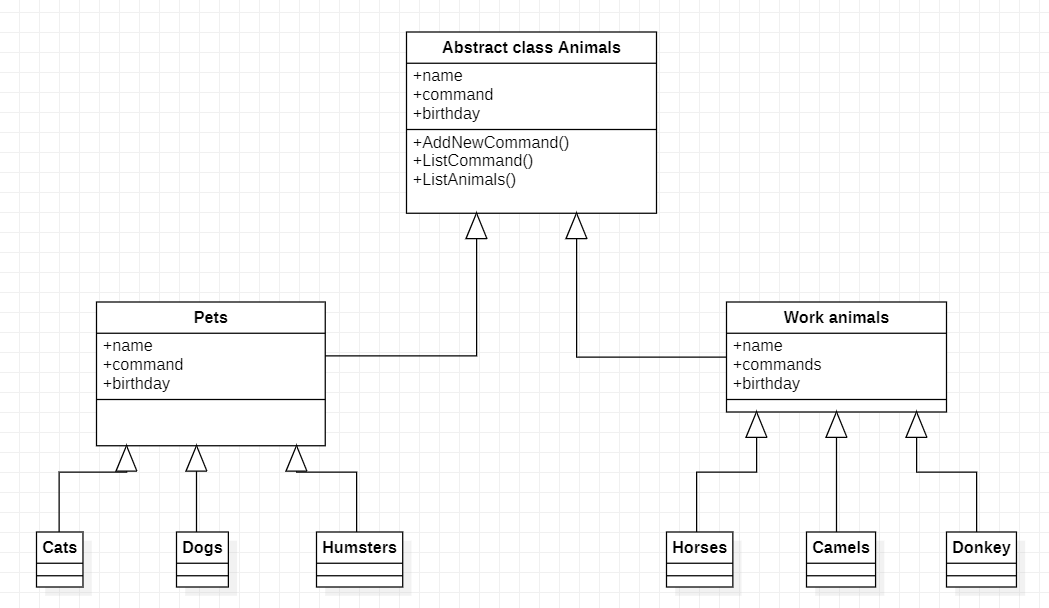 Abstract class Animals
+name
+command
+birthday
+AddNewCommand()
+ListCommand()
+ListAnimals()
Pets
+name
+command
+birthday
Work animals
+name
+commands
+birthday
Cats
Dogs
Humsters
Horses
Camels
Donkey